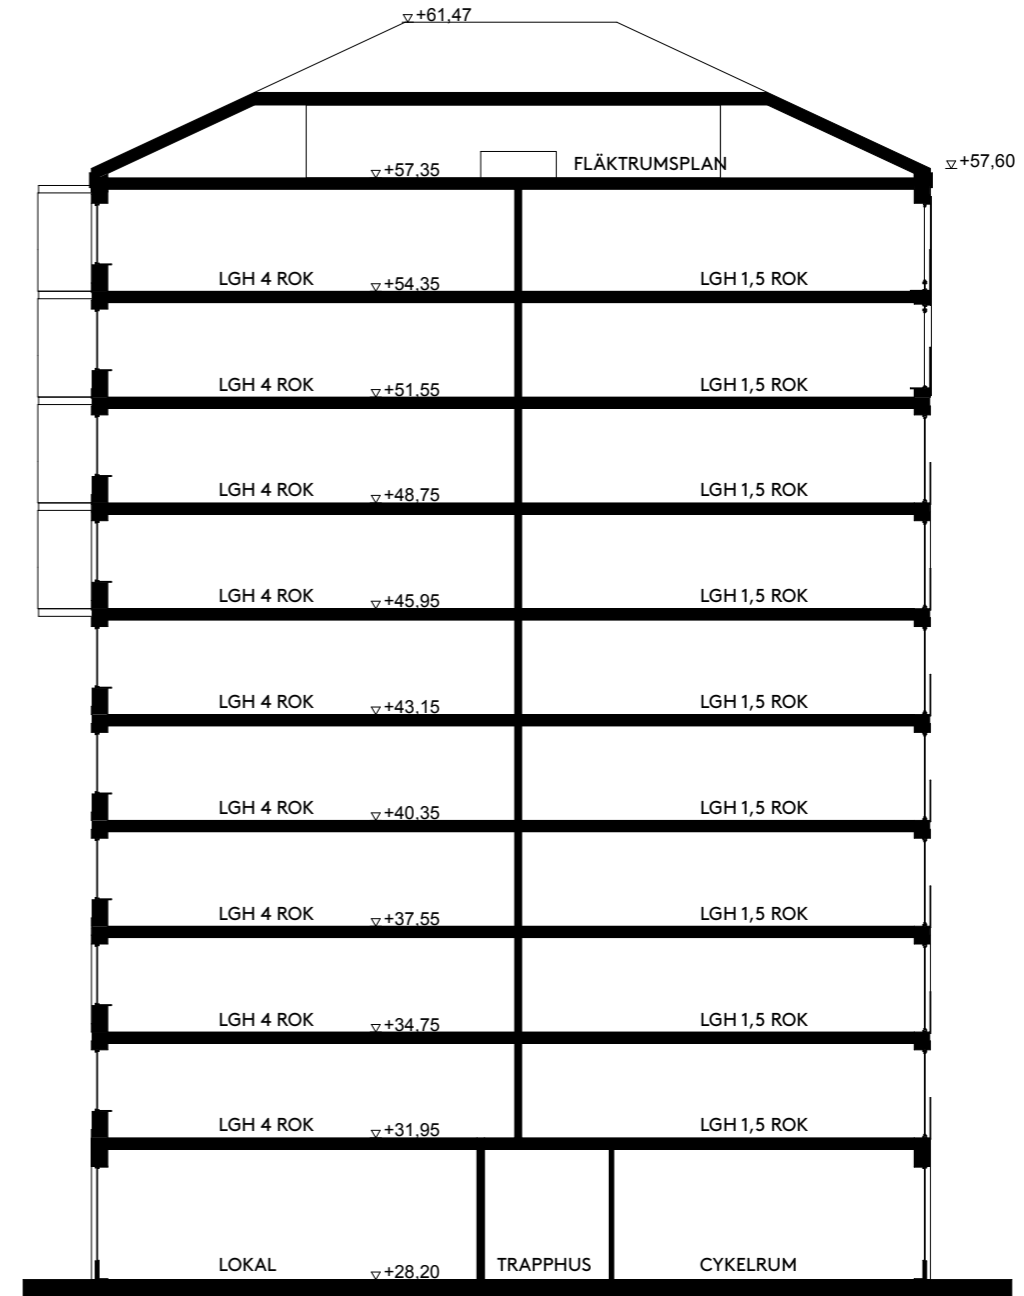 +61,47
FLÄKTRUMSPLAN +57,60
+57,35
LGH 4 ROK +54,35 LGH 1,5 ROK
LGH 4 ROK +51,55 LGH 1,5 ROK
LGH 4 ROK +48,75 LGH 1,5 ROK
LGH 4 ROK +45,95 LGH 1,5 ROK
LGH 4 ROK +43,15 LGH 1,5 ROK
LGH 4 ROK +40,35 LGH 1,5 ROK
LGH 4 ROK +37,55 LGH 1,5 ROK
LGH 4 ROK +34,75 LGH 1,5 ROK
LGH 4 ROK +31,95 LGH 1,5 ROK
LOKAL +28,20 TRAPPHUS CYKELRUM